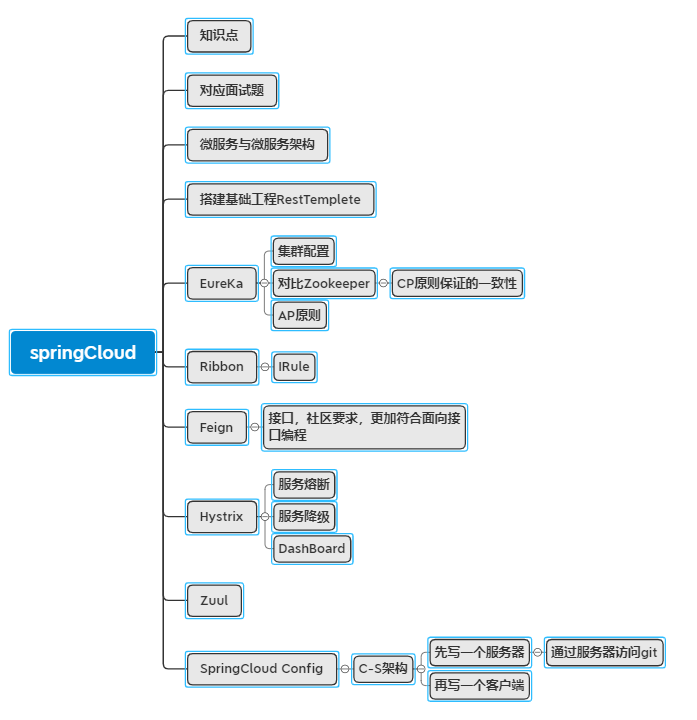 知识点
对应面试题
微服务与微服务架构
搭建基础工程RestTemplete
EureKa
集群配置
对比Zookeeper
CP原则保证的一致性
AP原则
springCloud
Ribbon
IRule
Feign
接口，社区要求，更加符合面向接
口编程
Hystrix
服务熔断
服务降级
DashBoard
Zuul
SpringCloud Config
C-S架构
先写一个服务器
通过服务器访问git
再写一个客户端